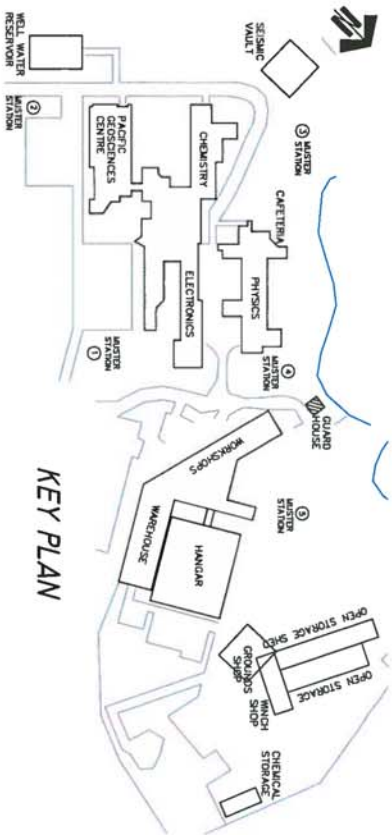 SEISMIC
VAULT
WELL WATER
RESERVOIR
MUSTER
STATION
2
3
MUSTER
STATION
CHEMISTRY
PACIFIC
GEOSCIENCES
CENTRE
CAFETERIA
PHYSICS
ELECTRONICS
MUSTER
STATION
1
4
MUSTER
STATION
GUARD
HOUSE
WORKSHOPS
WAREHOUSE
HANGAR
5
MUSTER
STATION
OPEN STORAGE SHED
OPEN STORAGE
GROUNDS
SHOP
WINCH
SHOP
CHEMICAL
STORAGE
KEY PLAN